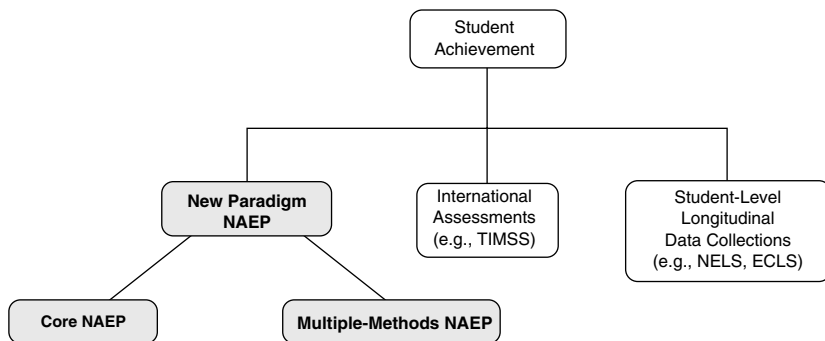 Student
Achievement
New Paradigm
NAEP
International
Assessments
(e.g., TIMSS)
Student-Level
Longitudinal
Data Collections
(e.g., NELS, ECLS)
Core NAEP
Multiple-Methods NAEP